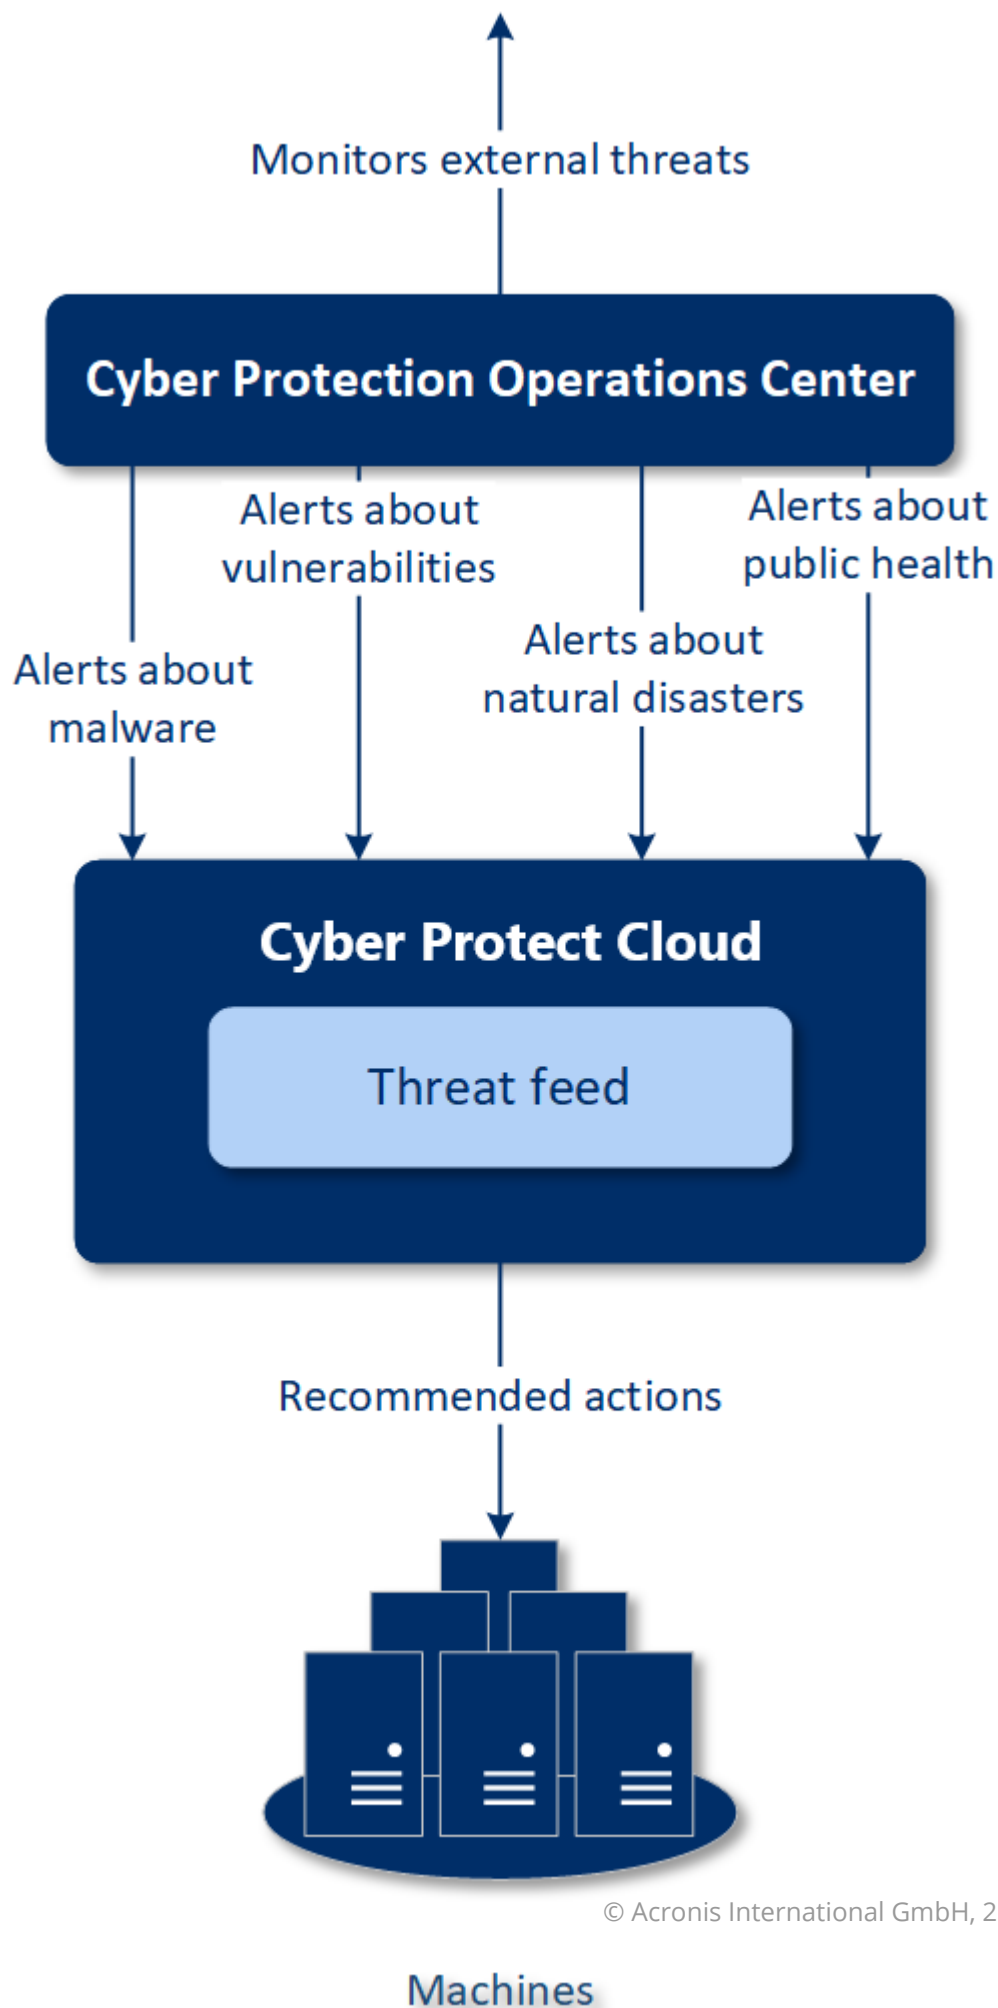 Monitors external threats
Cyber Protection Operations Center
Alerts about
vulnerabilities
Alerts about
public health
Alerts about
natural disasters
Alerts about
malware
Cyber Protect Cloud
Threat feed
Recommended actions
© Acronis International GmbH, 2
Machines